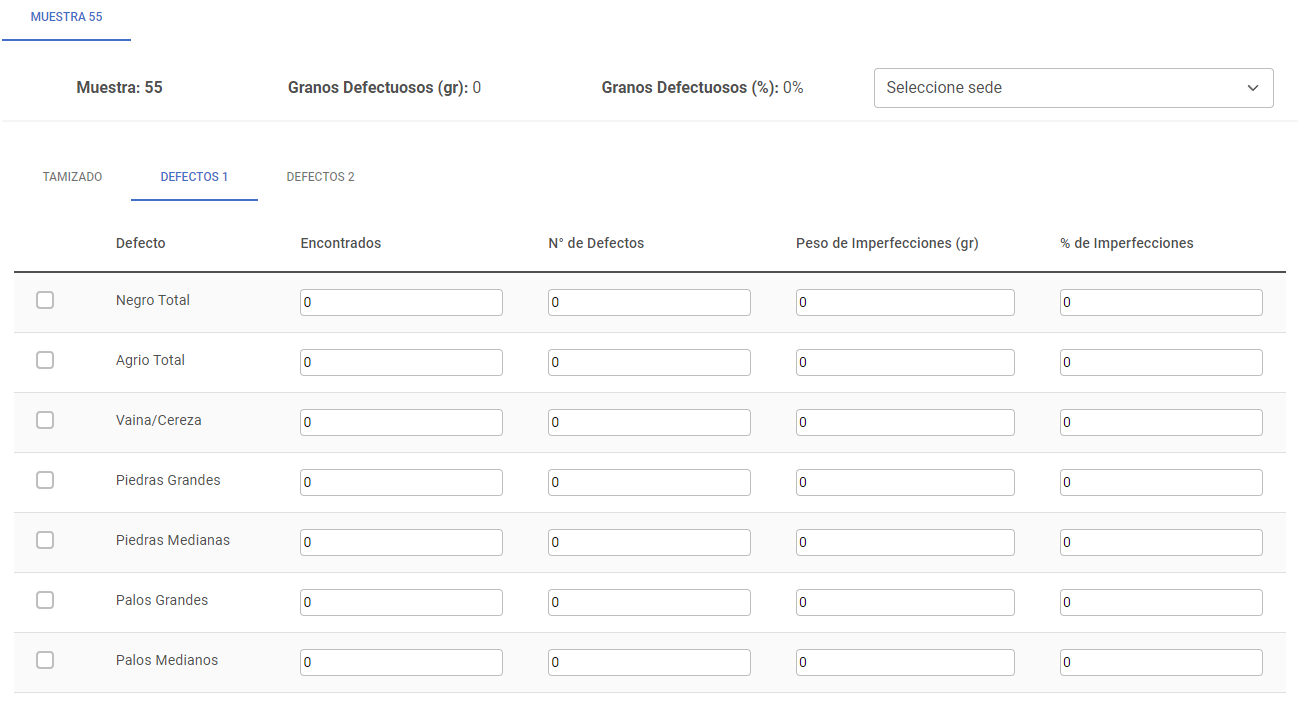 MUESTRA 55
Muestra: 55 Granos Defectuosos (gr): 0 Granos Defectuosos (%): 0% Seleccione sede
TAMIZADO DEFECTOS 1 DEFECTOS 2
Defecto Encontrados N° de Defectos Peso de Imperfecciones (gr) % de Imperfecciones
Negro Total 0 0 0 0
Agrio Total 0 0 0 0
Vaina/Cereza 0 0 0 0
Piedras Grandes 0 0 0 0
Piedras Medianas 0 0 0 0
Palos Grandes 0 0 0 0
Palos Medianos 0 0 0 0